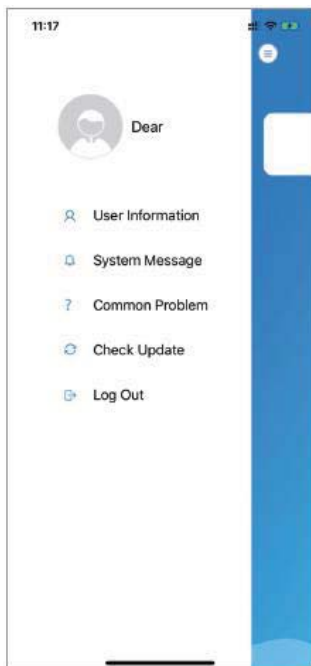 11:17
Dear
User Information
System Message
? Common Problem
Check Update
Log Out